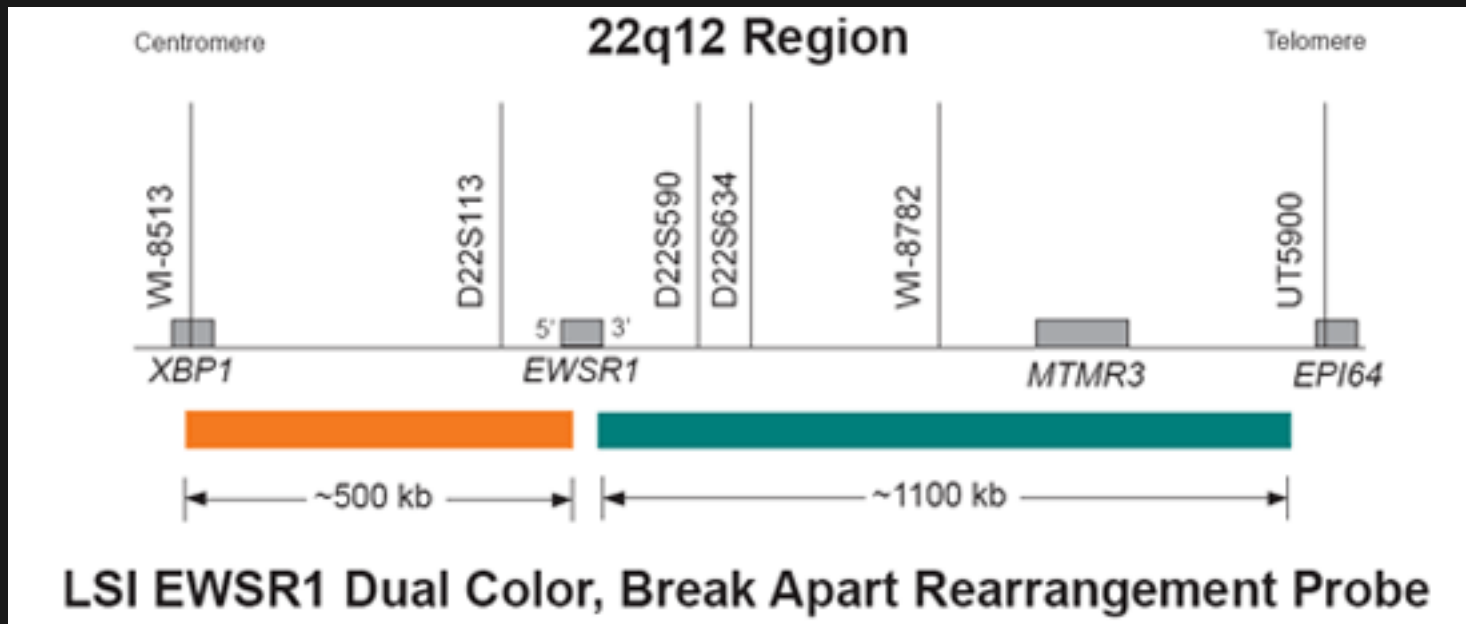 22q12 Region
Centromere
Telomere
WI-8513
D22S113
D22S590
D22S634
WI-8782
UT5900
5' 3'
XBP1 EWSR1 MTMR3 EPI64
~500 kb ~1100 kb
LSI EWSR1 Dual Color, Break Apart Rearrangement Probe